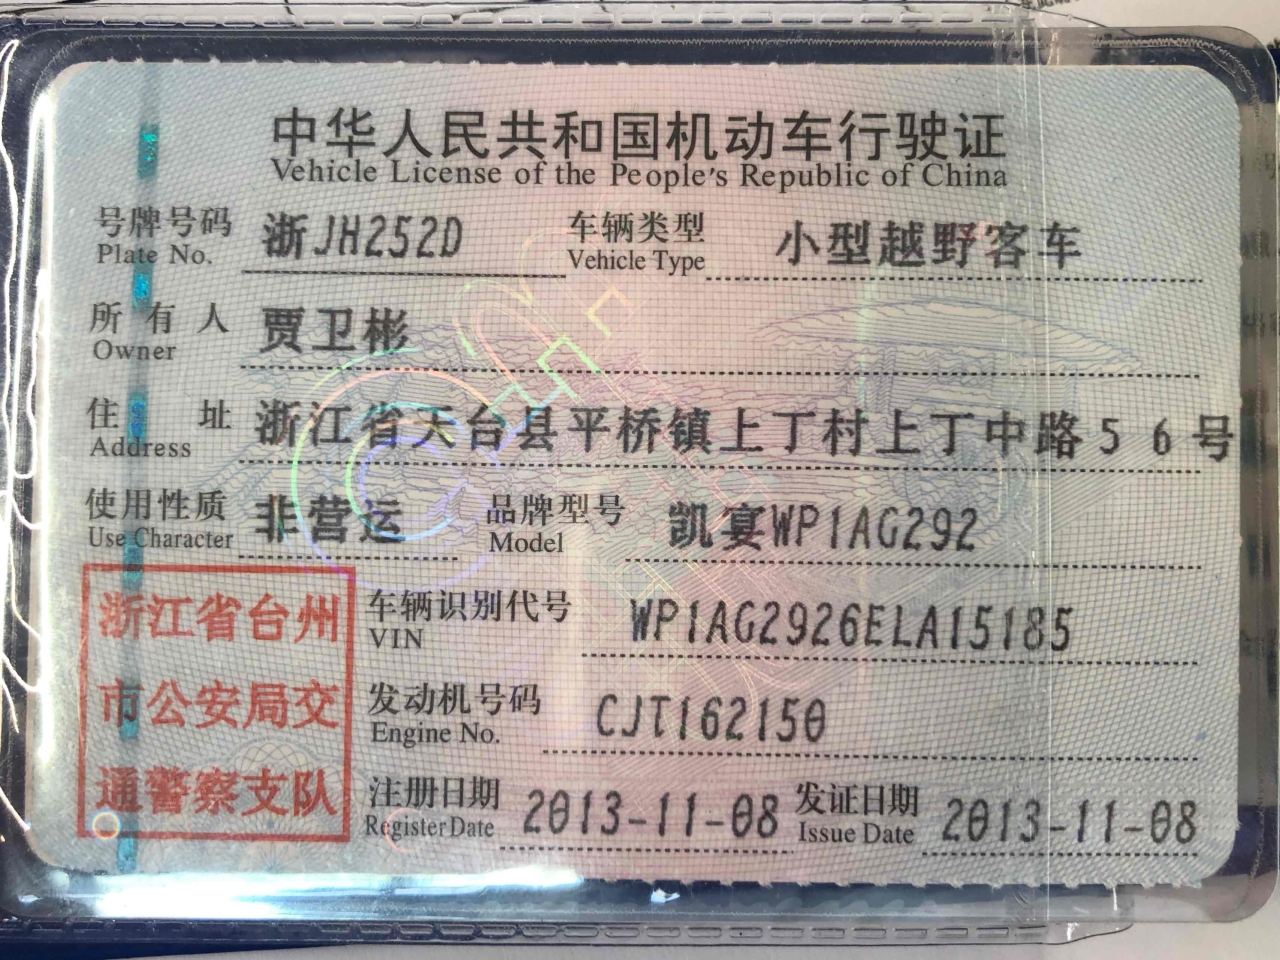 中华人民共和国机动车行驶证
Vehicle License of the People's Republic of China
号牌号码 浙JH252D 车辆类型 小型越野客车
Plate No. Vehicle Type
所有人 贾卫彬
Owner
住址 浙江省天台县平桥镇上丁村上丁中路56号
Address
使用性质 非营运 品牌型号 凯宴WP1AG292
Use Character Model
浙江省台州
市公安局交
通警察支队
车辆识别代号 WP1AG2926ELA15185
VIN
发动机号码 CJT162150
Engine No.
注册日期 2013-11-08 发证日期 2013-11-08
Register Date Issue Date